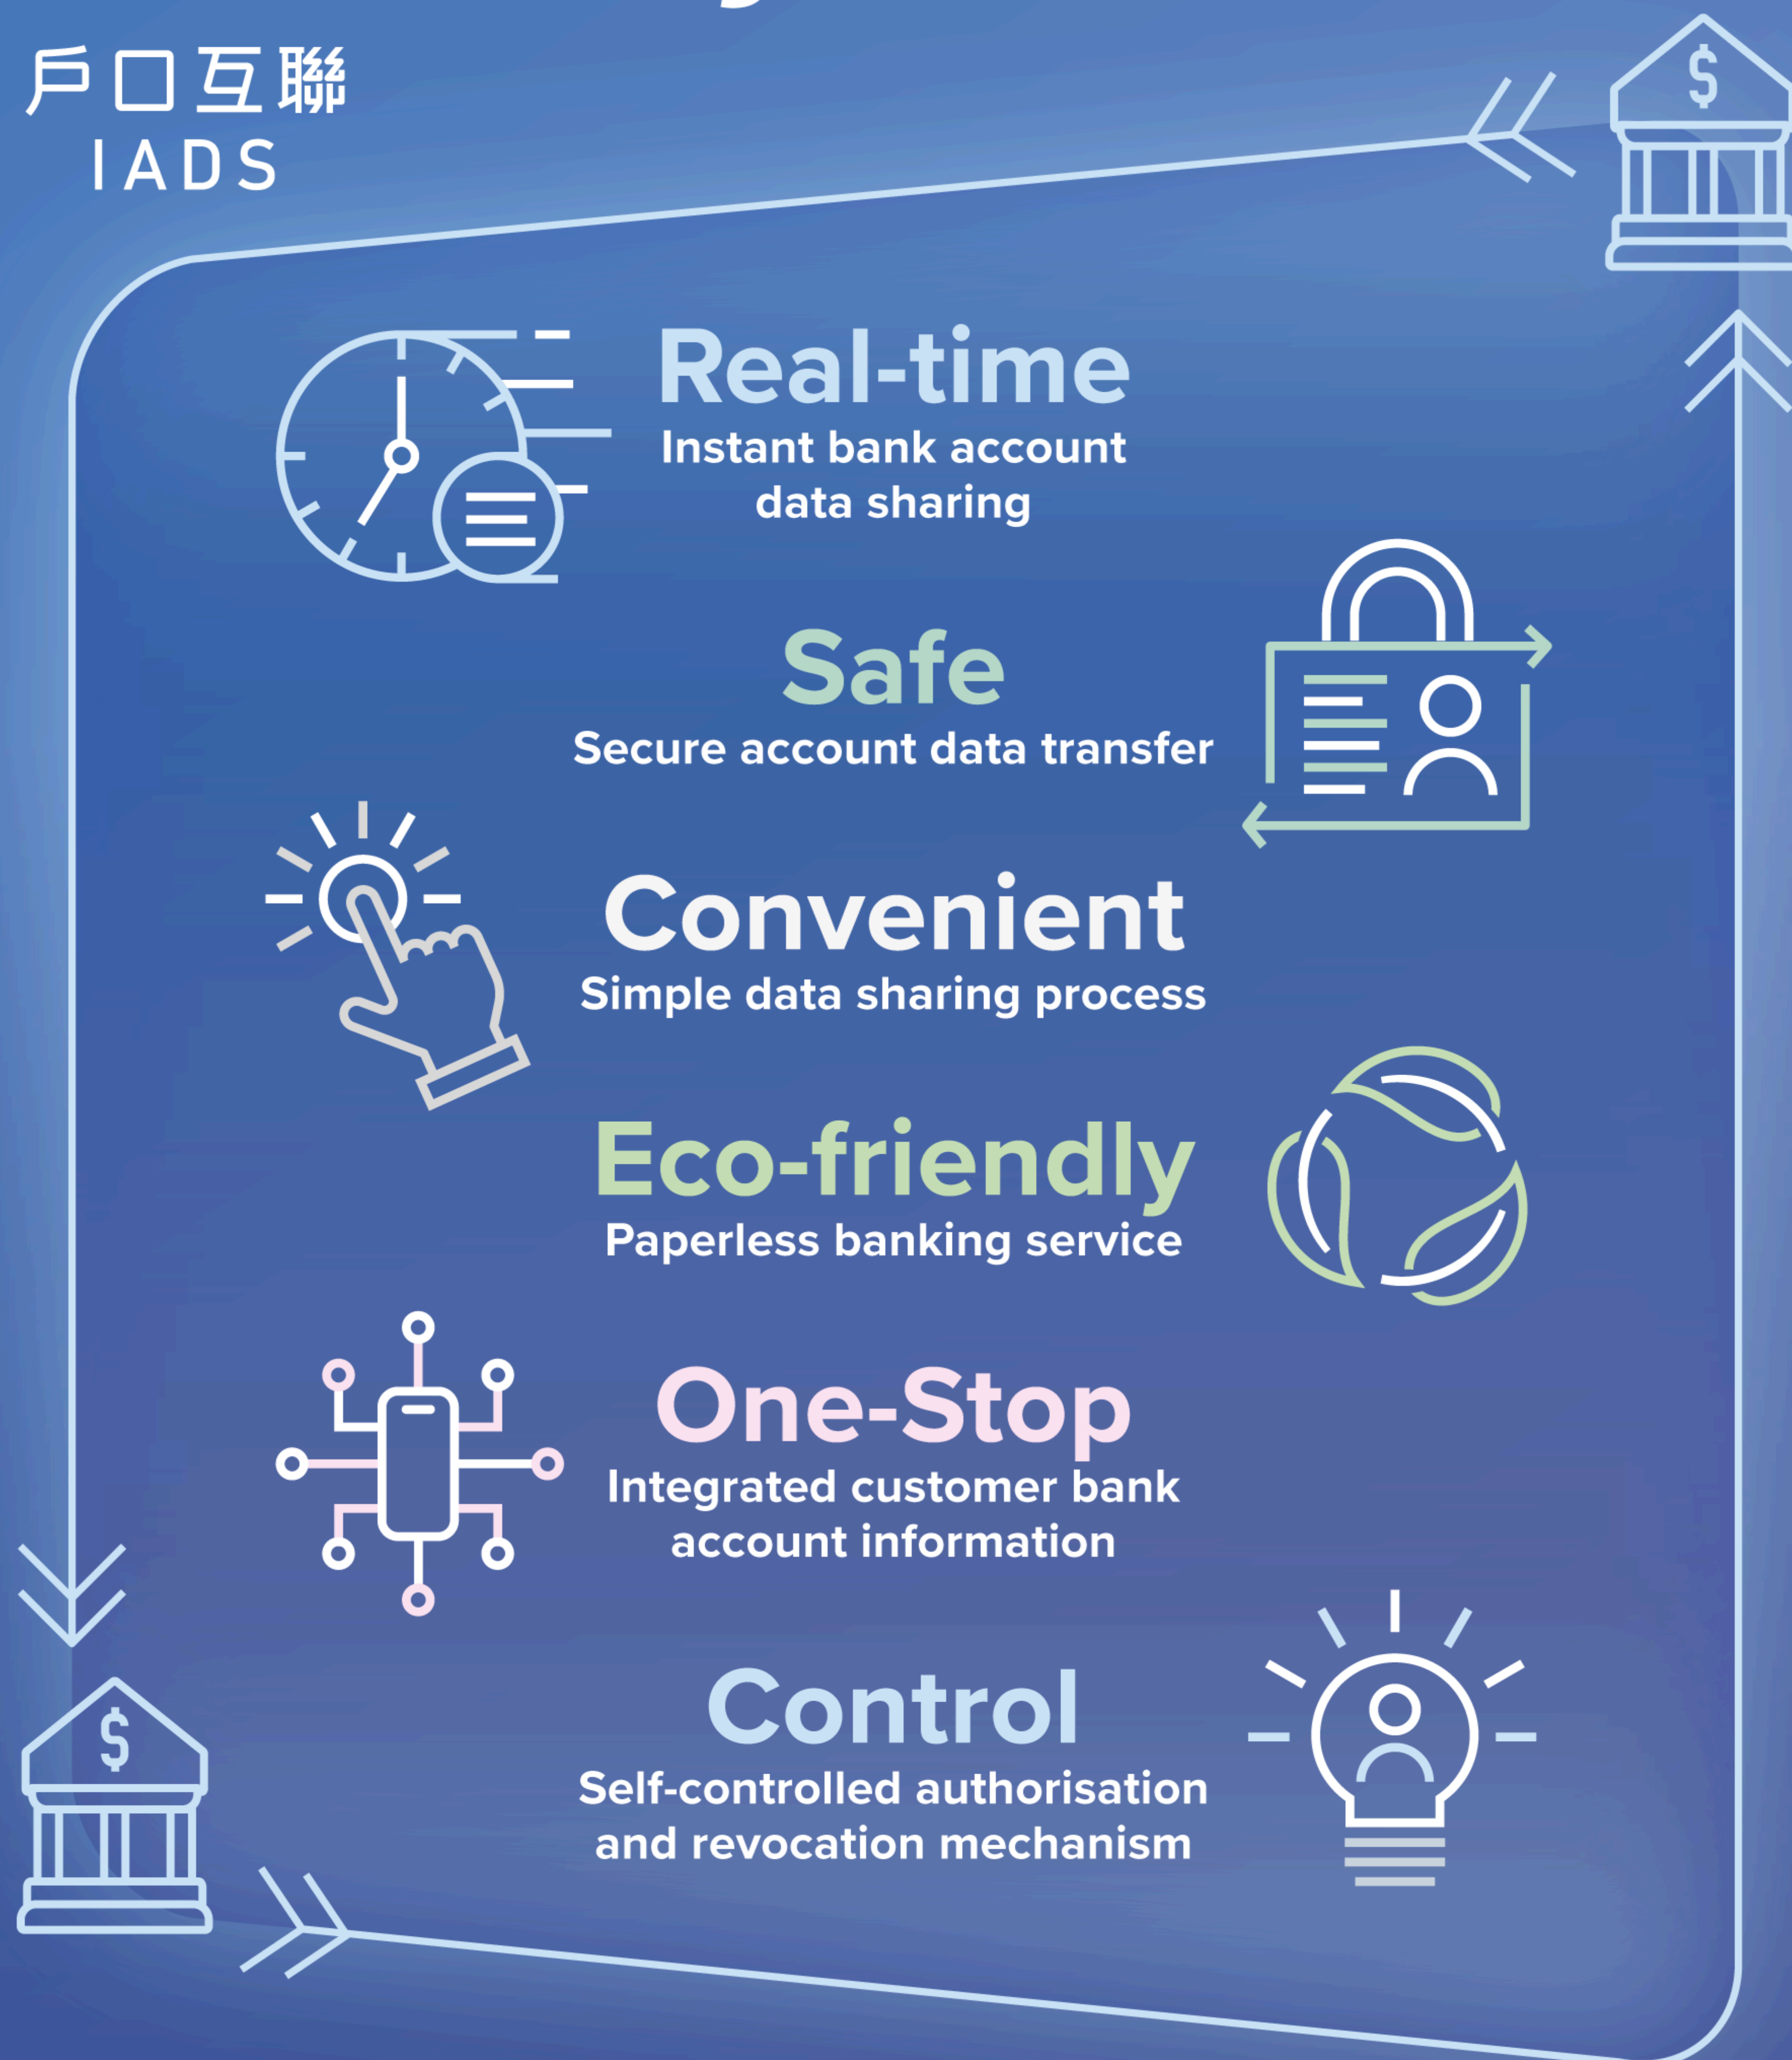 戶口互聯
IADS
$
Real-time
Instant bank account
data sharing
Safe
Secure account data transfer
Convenient
Simple data sharing process
Eco-friendly
Paperless banking service
One-Stop
Integrated customer bank
account information
Control
Self-controlled authorisation
and revocation mechanism
$